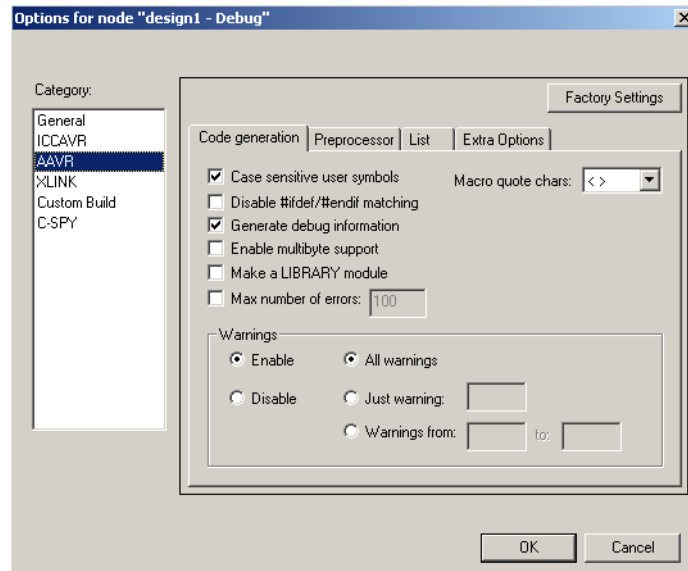 Options for node "design1 - Debug"
Category:
General
ICCAVR
AAVR
XLINK
Custom Build
C-SPY
Factory Settings
Code generation Preprocessor List Extra Options
Case sensitive user symbols
Macro quote chars: < >
Disable #ifdef/#endif matching
Generate debug information
Enable multibyte support
Make a LIBRARY module
Max number of errors: 100
Warnings
Enable All warnings
Disable Just warning:
Warnings from: to:
OK Cancel